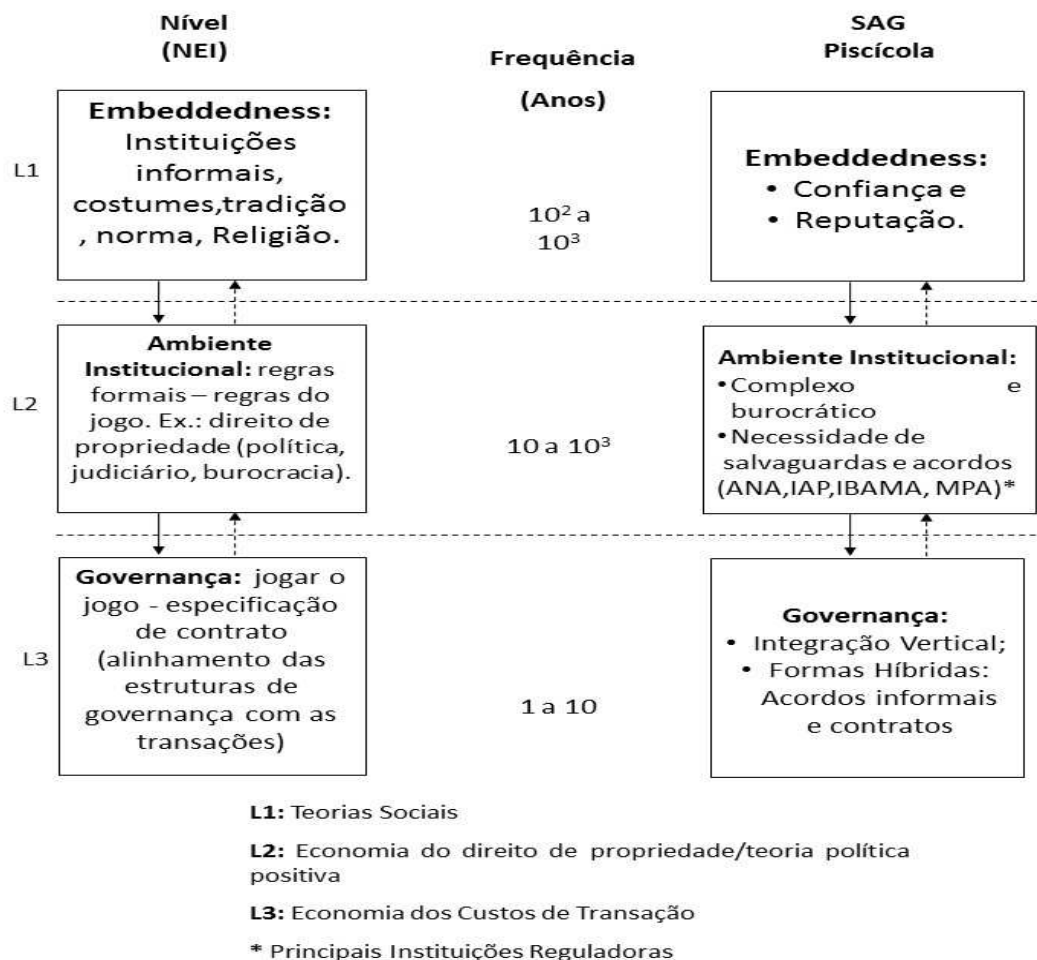 Nível
(NEI)
Frequência
(Anos)
SAG
Piscícola
L1
Embeddedness:
Instituições
informais,
costumes,tradição
, norma, Religião.
10² a
10³
Embeddedness:
• Confiança e
• Reputação.
L2
Ambiente
Institucional: regras
formais – regras do
jogo. Ex.: direito de
propriedade (política,
judiciário, burocracia).
10 a 10³
Ambiente Institucional:
•Complexo e
burocrático
•Necessidade de
salvaguardas e acordos
(ANA,IAP,IBAMA, MPA)*
L3
Governança: jogar o
jogo - especificação
de contrato
(alinhamento das
estruturas de
governança com as
transações)
1 a 10
Governança:
• Integração Vertical;
• Formas Híbridas:
Acordos informais
e contratos
L1: Teorias Sociais
L2: Economia do direito de propriedade/teoria política
positiva
L3: Economia dos Custos de Transação
* Principais Instituições Reguladoras